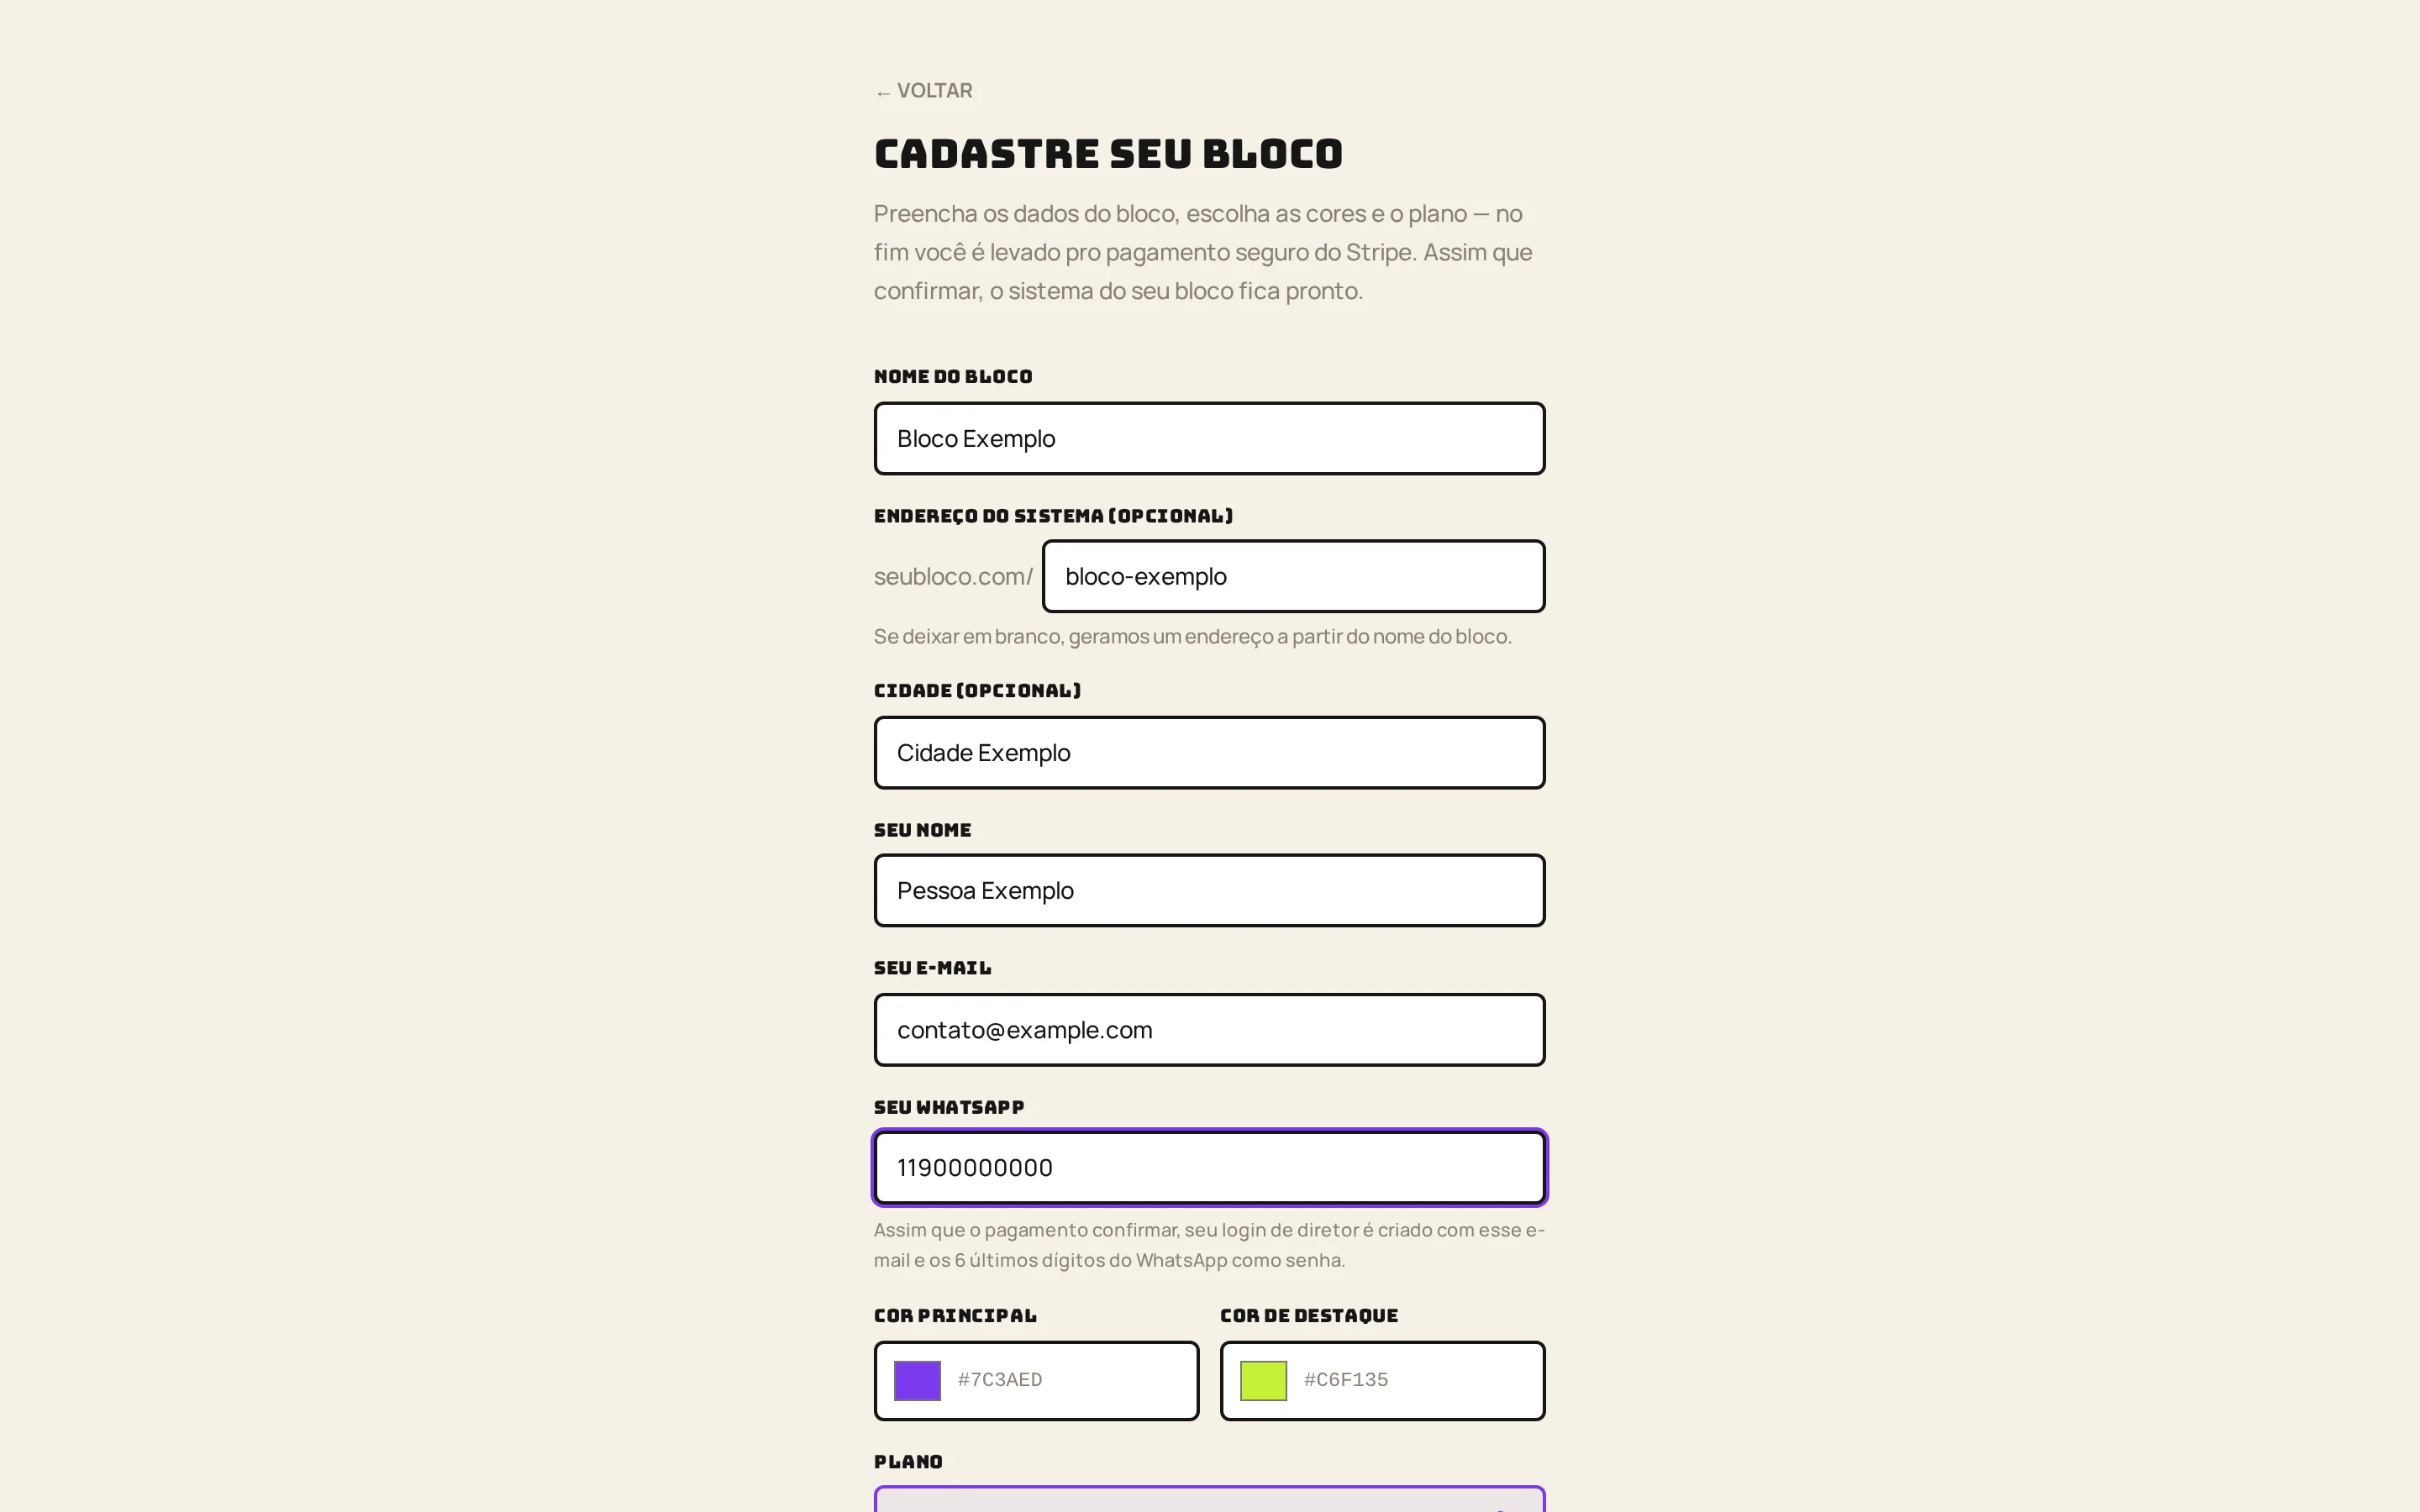 ← VOLTAR
CADASTRE SEU BLOCO
Preencha os dados do bloco, escolha as cores e o plano — no
fim você é levado pro pagamento seguro do Stripe. Assim que
confirmar, o sistema do seu bloco fica pronto.
NOME DO BLOCO
Bloco Exemplo
ENDEREÇO DO SISTEMA (OPCIONAL)
seubloco.com/ bloco-exemplo
Se deixar em branco, geramos um endereço a partir do nome do bloco.
CIDADE (OPCIONAL)
Cidade Exemplo
SEU NOME
Pessoa Exemplo
SEU E-MAIL
contato@example.com
SEU WHATSAPP
11900000000
Assim que o pagamento confirmar, seu login de diretor é criado com esse e-
mail e os 6 últimos dígitos do WhatsApp como senha.
COR PRINCIPAL COR DE DESTAQUE
#7C3AED #C6F135
PLANO